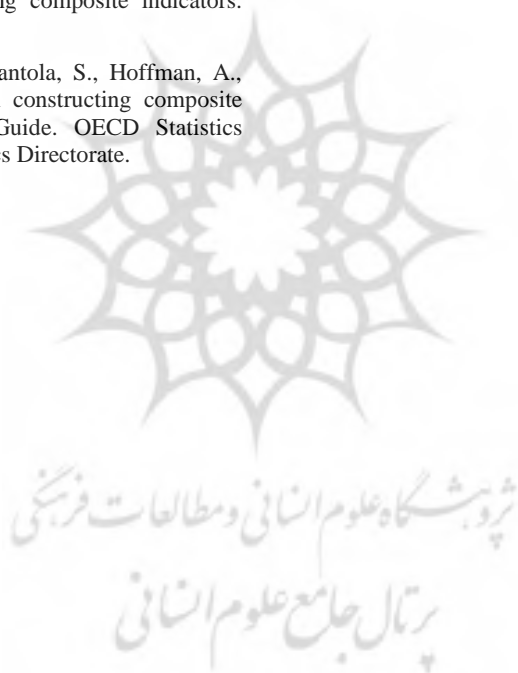 ng composite indicators.
antola, S., Hoffman, A.,
constructing composite
Guide. OECD Statistics
s Directorate.
پژوهشگاه علوم انسانی و مطالعات فرهنگی
پرتال جامع علوم انسانی